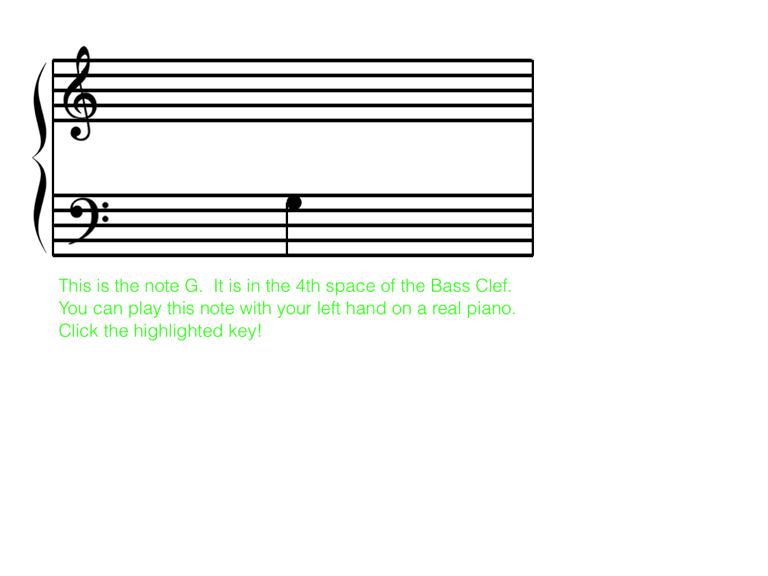 This is the note G.  It is in the 4th space of the Bass Clef.
You can play this note with your left hand on a real piano.
Click the highlighted key!